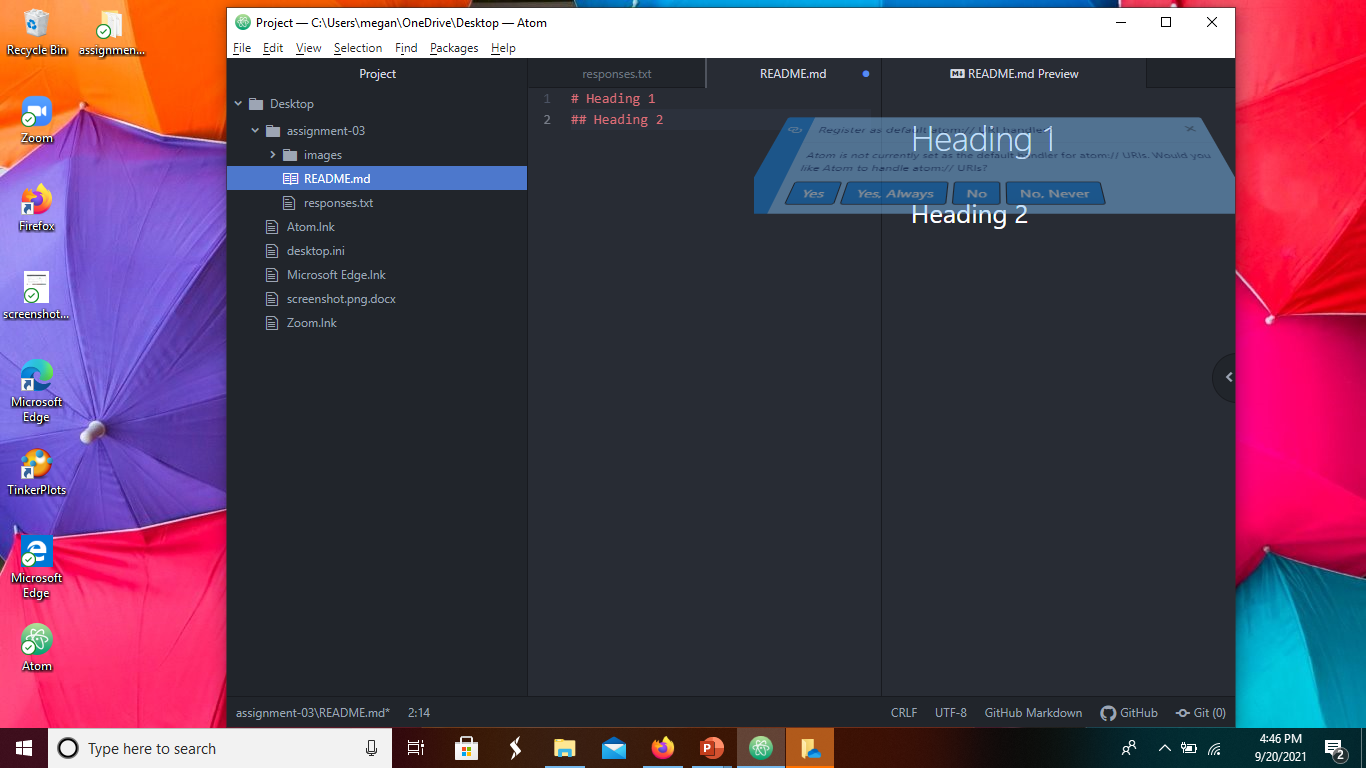 Recycle Bin
assignmen...
Zoom
Firefox
screenshot...
Microsoft
Edge
TinkerPlots
Microsoft
Edge
Atom
Project — C:\Users\megan\OneDrive\Desktop — Atom
File Edit View Selection Find Packages Help
Project
Desktop
assignment-03
images
README.md
responses.txt
Atom.lnk
desktop.ini
Microsoft Edge.lnk
screenshot.png.docx
Zoom.lnk
responses.txt
README.md
README.md Preview
1 # Heading 1
2 ## Heading 2
Register as default atom:// URI handler
Atom is not currently set as the default handler for atom:// URIs. Would you
like Atom to handle atom:// URIs?
Yes Yes, Always No No, Never
Heading 1
Heading 2
assignment-03\README.md* 2:14
CRLF UTF-8 GitHub Markdown GitHub Git (0)
Type here to search
4:46 PM
9/20/2021
2